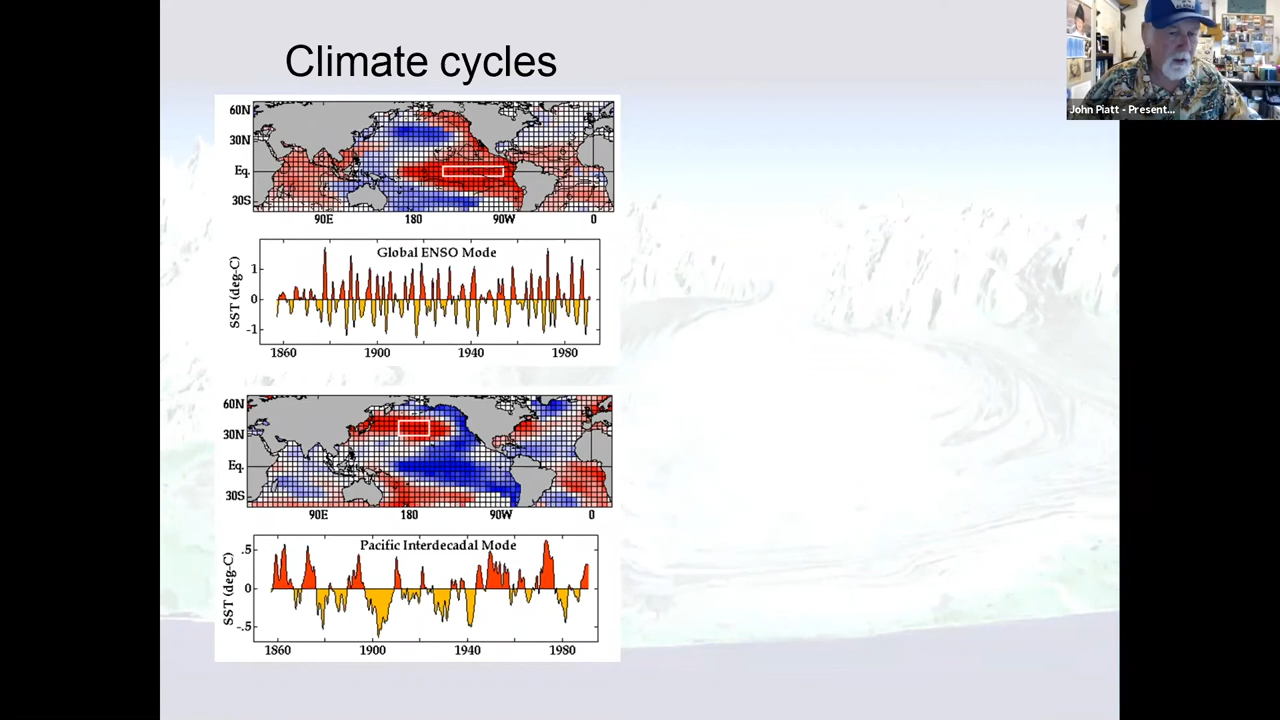 Climate cycles
John Piatt - Present...
60N
30N
Eq.
30S
90E 180 90W 0
Global ENSO Mode
SST (deg-C)
1
0
-1
1860 1900 1940 1980
60N
30N
Eq.
30S
90E 180 90W 0
Pacific Interdecadal Mode
SST (deg-C)
.5
0
-.5
1860 1900 1940 1980